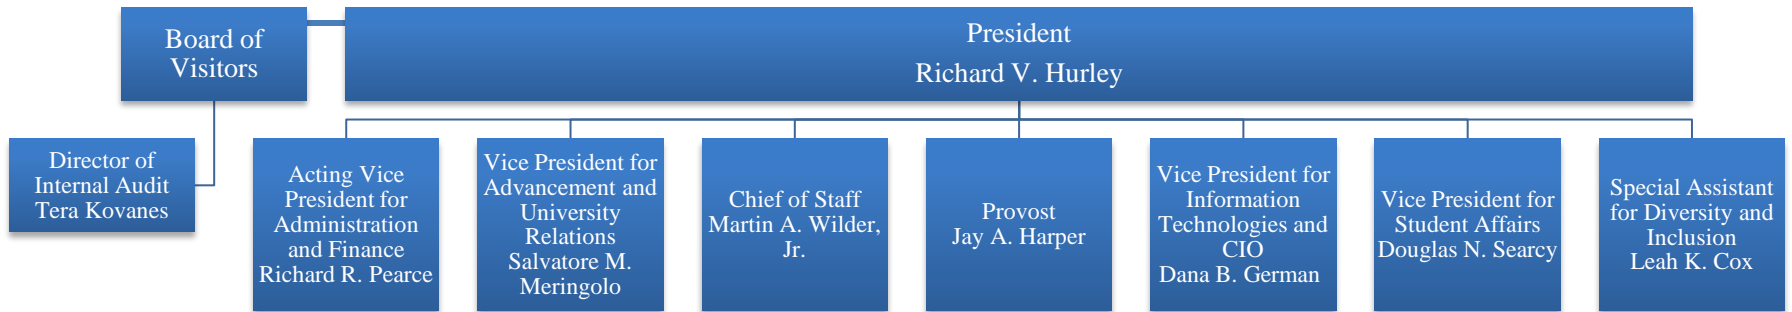 Board of
Visitors
President
Richard V. Hurley
Director of
Internal Audit
Tera Kovanes
Acting Vice
President for
Administration
and Finance
Richard R. Pearce
Vice President for
Advancement and
University
Relations
Salvatore M.
Meringolo
Chief of Staff
Martin A. Wilder,
Jr.
Provost
Jay A. Harper
Vice President for
Information
Technologies and
CIO
Dana B. German
Vice President for
Student Affairs
Douglas N. Searcy
Special Assistant
for Diversity and
Inclusion
Leah K. Cox